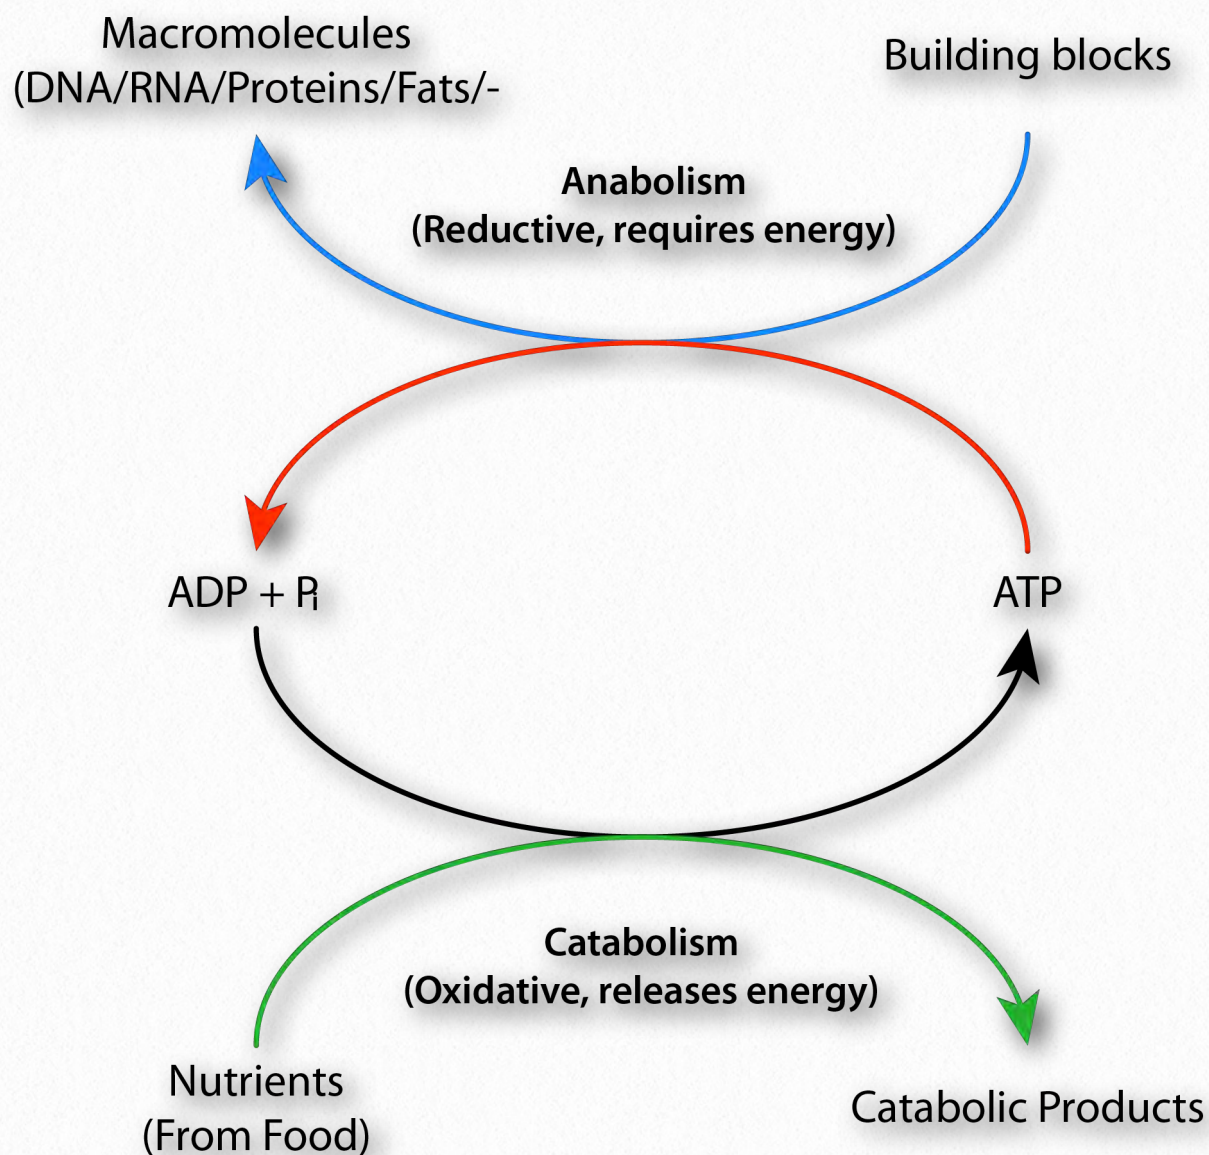 Macromolecules
(DNA/RNA/Proteins/Fats/-
Building blocks
Anabolism
(Reductive, requires energy)
ADP + Pi
ATP
Catabolism
(Oxidative, releases energy)
Nutrients
(From Food)
Catabolic Products